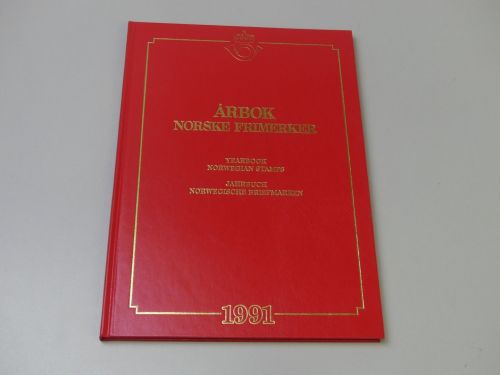 ÅRBOK
NORSKE FRIMERKER
YEARBOOK
NORWEGIAN STAMPS
JAHRBUCH
NORWEGISCHE BRIEFMARKEN
1991